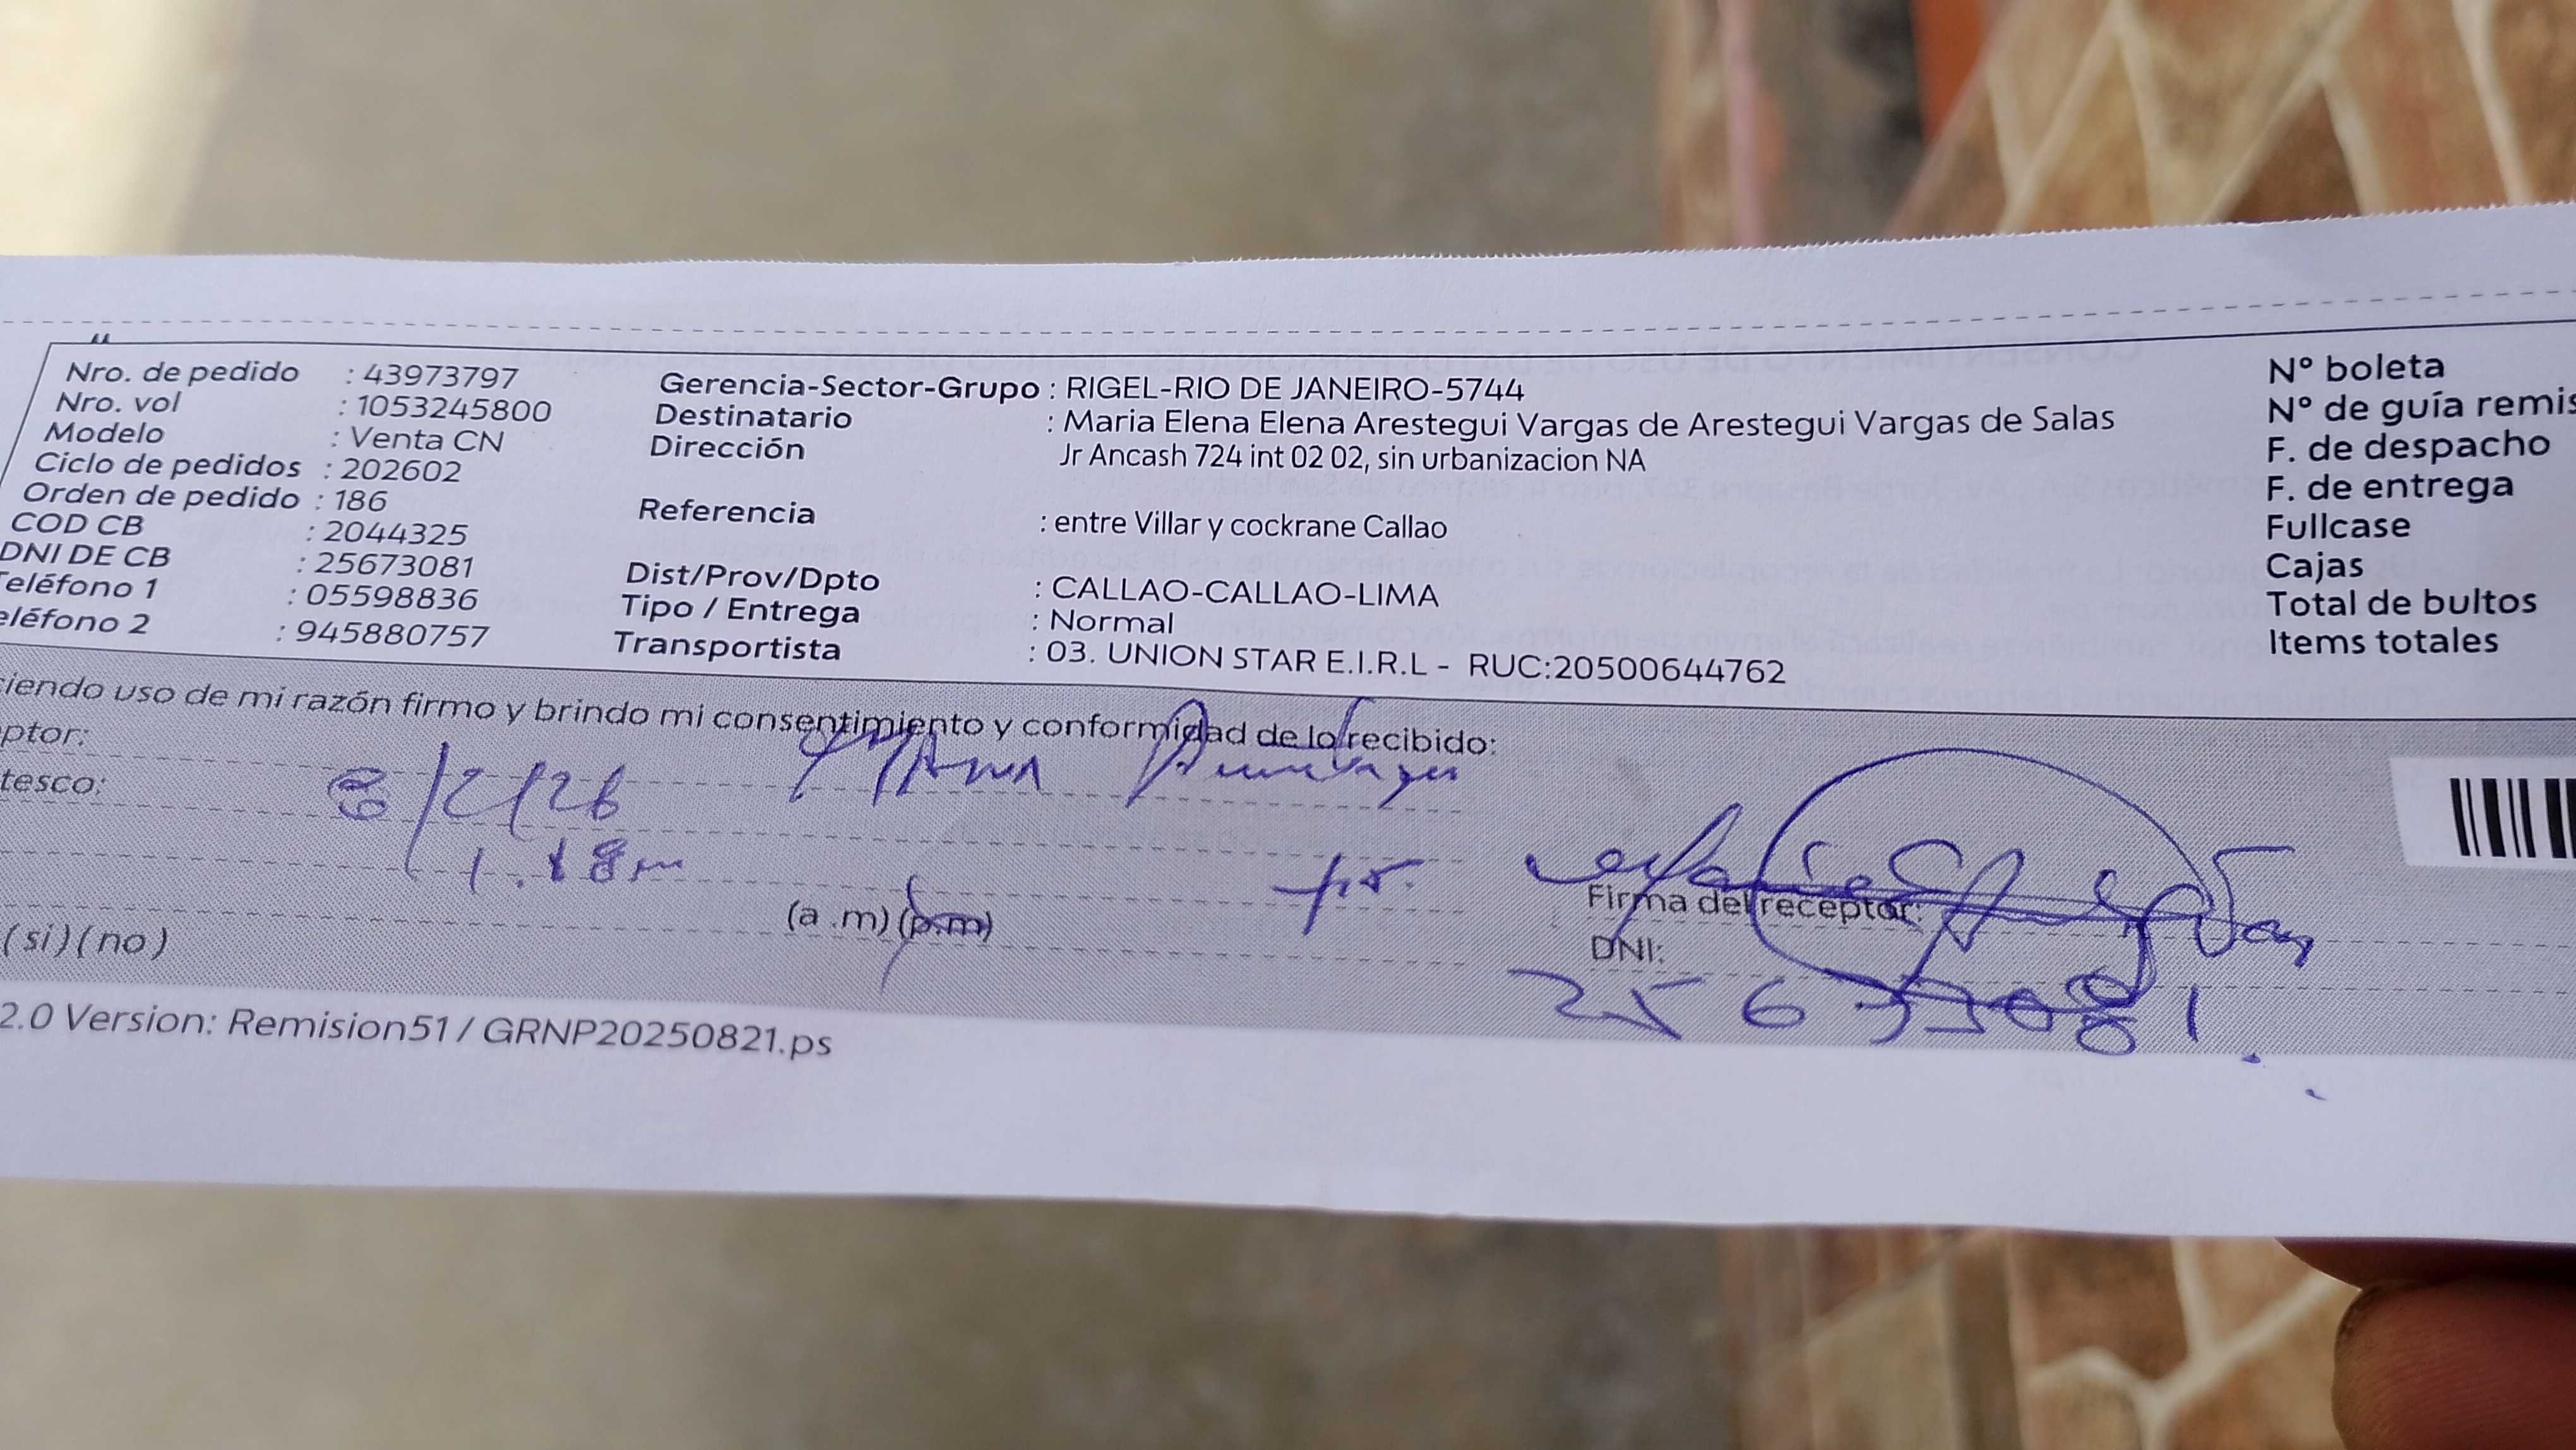 Nro. de pedido : 43973797
Nro. vol : 1053245800
Modelo : Venta CN
Ciclo de pedidos : 202602
Orden de pedido : 186
COD CB : 2044325
DNI DE CB : 25673081
eléfono 1 : 05598836
eléfono 2 : 945880757
Gerencia-Sector-Grupo : RIGEL-RIO DE JANEIRO-5744
Destinatario : Maria Elena Elena Arestegui Vargas de Arestegui Vargas de Salas
Dirección Jr Ancash 724 int 02 02, sin urbanizacion NA
Referencia : entre Villar y cockrane Callao
Dist/Prov/Dpto : CALLAO-CALLAO-LIMA
Tipo / Entrega : Normal
Transportista : 03. UNION STAR E.I.R.L - RUC:20500644762
N° boleta
N° de guía remis
F. de despacho
F. de entrega
Fullcase
Cajas
Total de bultos
Items totales
ciendo uso de mi razón firmo y brindo mi consentimiento y conformidad de lo recibido:
ptor:
tesco:
8/2/26
(a .m) (p.m)
Firma del receptor:
(si) (no)
DNI:
25673081
2.0 Version: Remision51 / GRNP20250821.ps